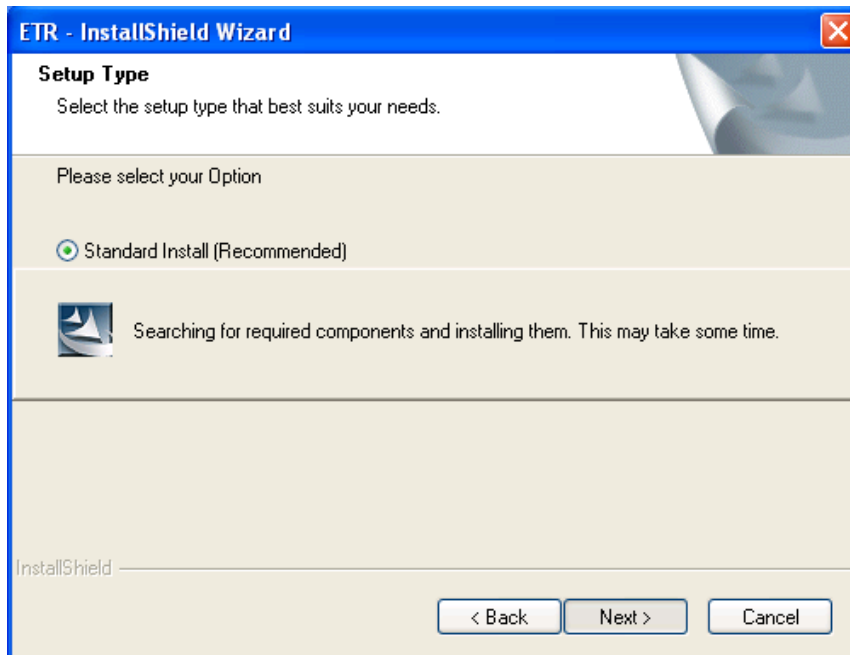 ETR - InstallShield Wizard
Setup Type
Select the setup type that best suits your needs.
Please select your Option
Standard Install (Recommended)
Searching for required components and installing them. This may take some time.
InstallShield
< Back Next > Cancel